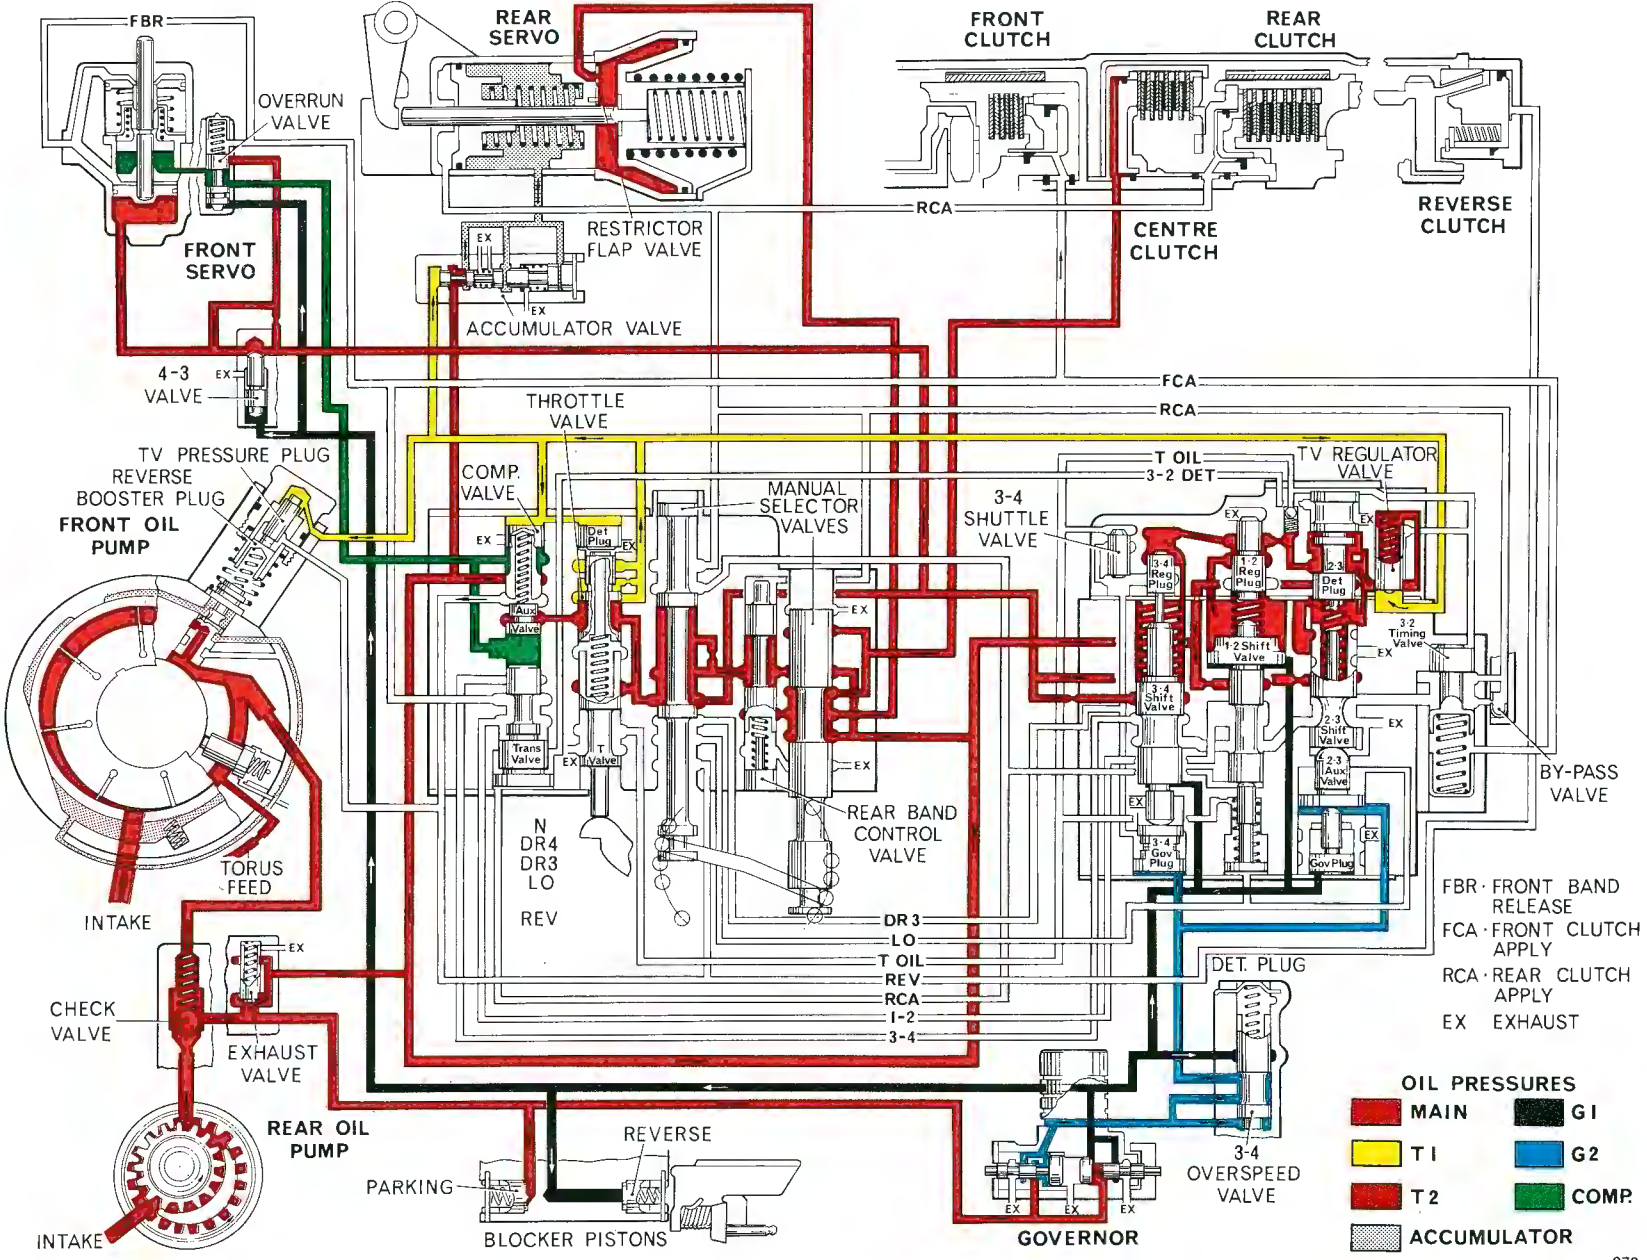 FBR
REAR
SERVO
FRONT
CLUTCH
REAR
CLUTCH
OVERRUN
VALVE
FRONT
SERVO
RCA
RESTRICTOR
FLAP VALVE
CENTRE
CLUTCH
REVERSE
CLUTCH
EX
EX
ACCUMULATOR VALVE
4-3
VALVE
EX
FCA
RCA
THROTTLE
VALVE
TV PRESSURE PLUG
REVERSE
BOOSTER PLUG
FRONT OIL
PUMP
COMP.
VALVE
MANUAL
SELECTOR
VALVES
T OIL
3-2 DET
TV REGULATOR
VALVE
3-4
SHUTTLE
VALVE
EX
Det
Plug
EX
EX
EX
3-4
Reg
Plug
1-2
Reg
Plug
2-3
Det
Plug
Aux
Valve
EX
3-2
Timing
Valve
1-2 Shift
Valve
EX
3-4
Shift
Valve
EX
2-3
Shift
Valve
Trans
Valve
EX
T
Valve
EX
2-3
Aux
Valve
BY-PASS
VALVE
EX
REAR BAND
CONTROL
VALVE
N
DR4
DR3
LO
REV
3-4
Gov
Plug
EX
Gov Plug
TORUS
FEED
INTAKE
DR3
LO
T OIL
REV
RCA
1-2
3-4
FBR · FRONT BAND
RELEASE
FCA · FRONT CLUTCH
APPLY
RCA · REAR CLUTCH
APPLY
EX EXHAUST
EX
DET. PLUG
CHECK
VALVE
EXHAUST
VALVE
REAR OIL
PUMP
REVERSE
PARKING
BLOCKER PISTONS
INTAKE
EX
EX
EX
GOVERNOR
3-4
OVERSPEED
VALVE
OIL PRESSURES
MAIN
G1
T1
G2
T2
COMP.
ACCUMULATOR